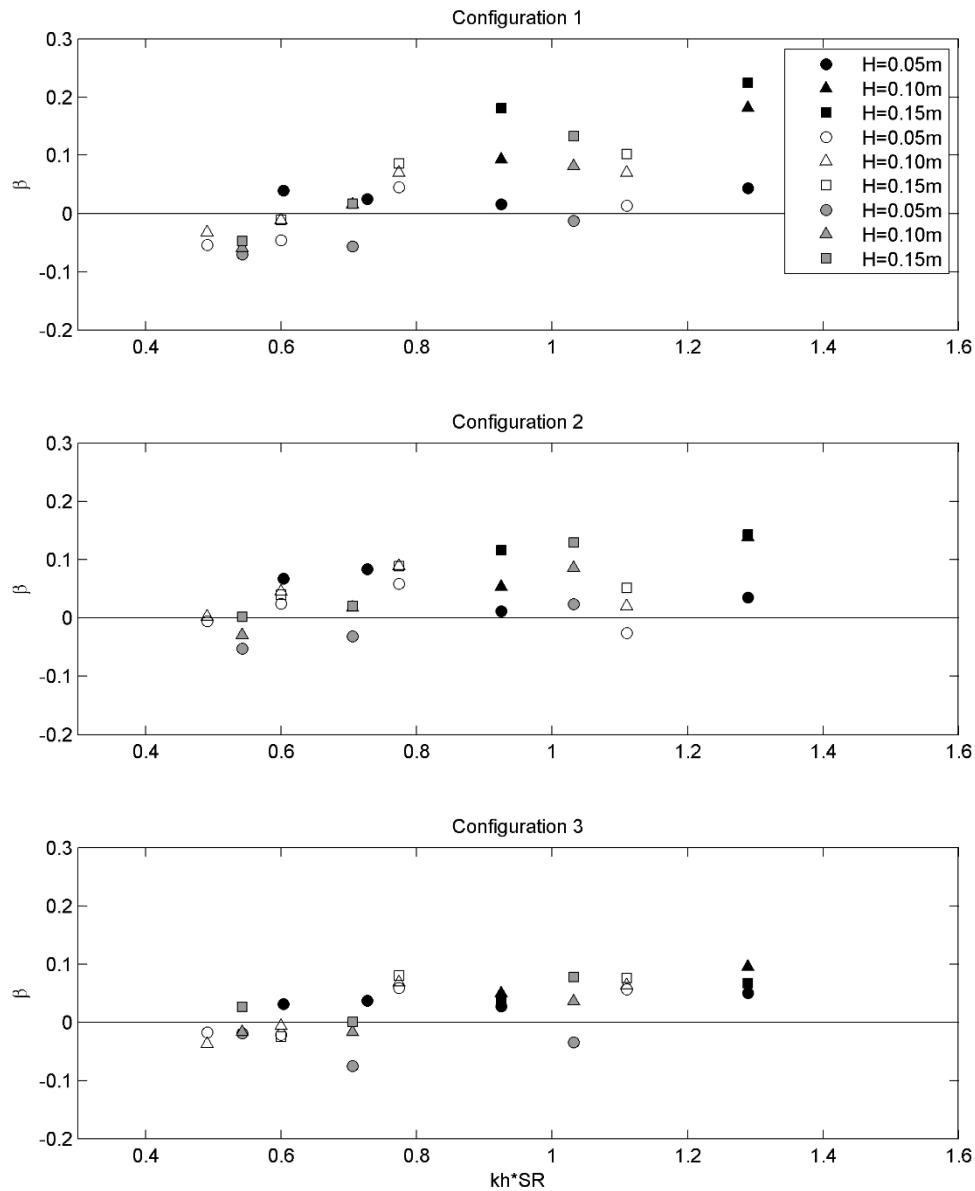 Configuration 1
0.3
0.2
0.1
0
-0.1
-0.2
β
H=0.05m
H=0.10m
H=0.15m
H=0.05m
H=0.10m
H=0.15m
H=0.05m
H=0.10m
H=0.15m
0.4 0.6 0.8 1 1.2 1.4 1.6
Configuration 2
0.3
0.2
0.1
0
-0.1
-0.2
β
0.4 0.6 0.8 1 1.2 1.4 1.6
Configuration 3
0.3
0.2
0.1
0
-0.1
-0.2
β
0.4 0.6 0.8 1 1.2 1.4 1.6
kh*SR